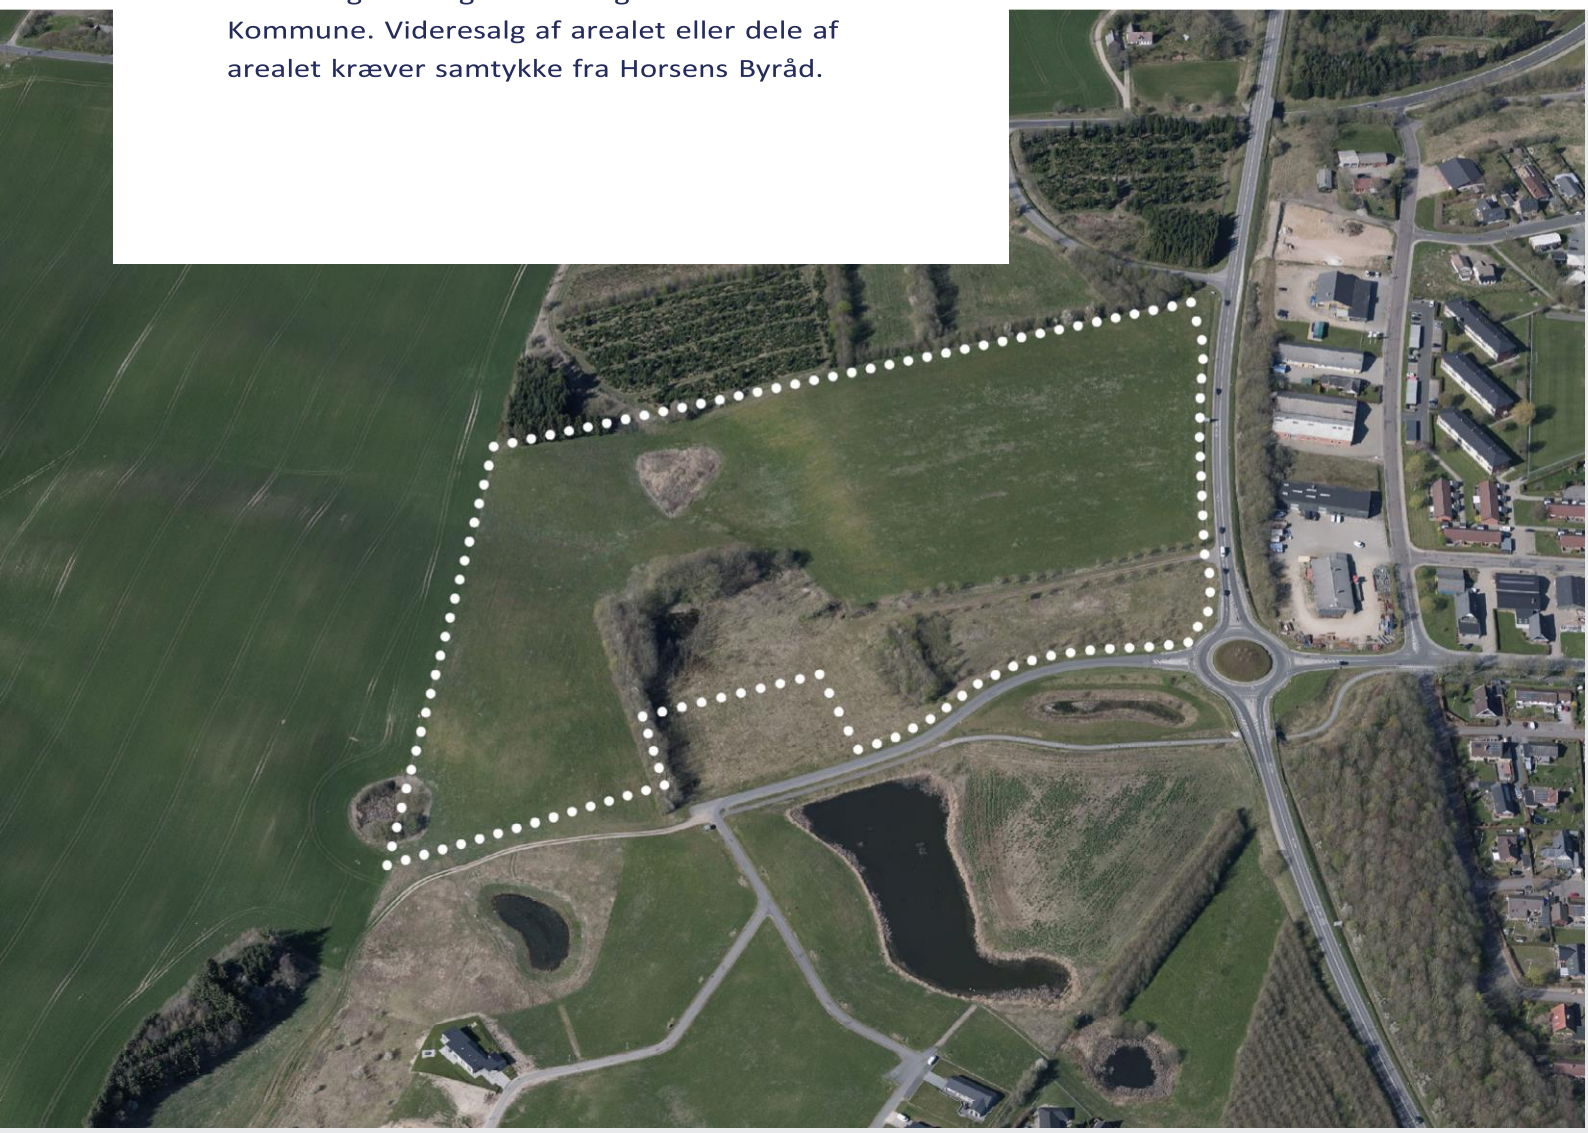 Kommune. Videresalg af arealet eller dele af
arealet kræver samtykke fra Horsens Byråd.